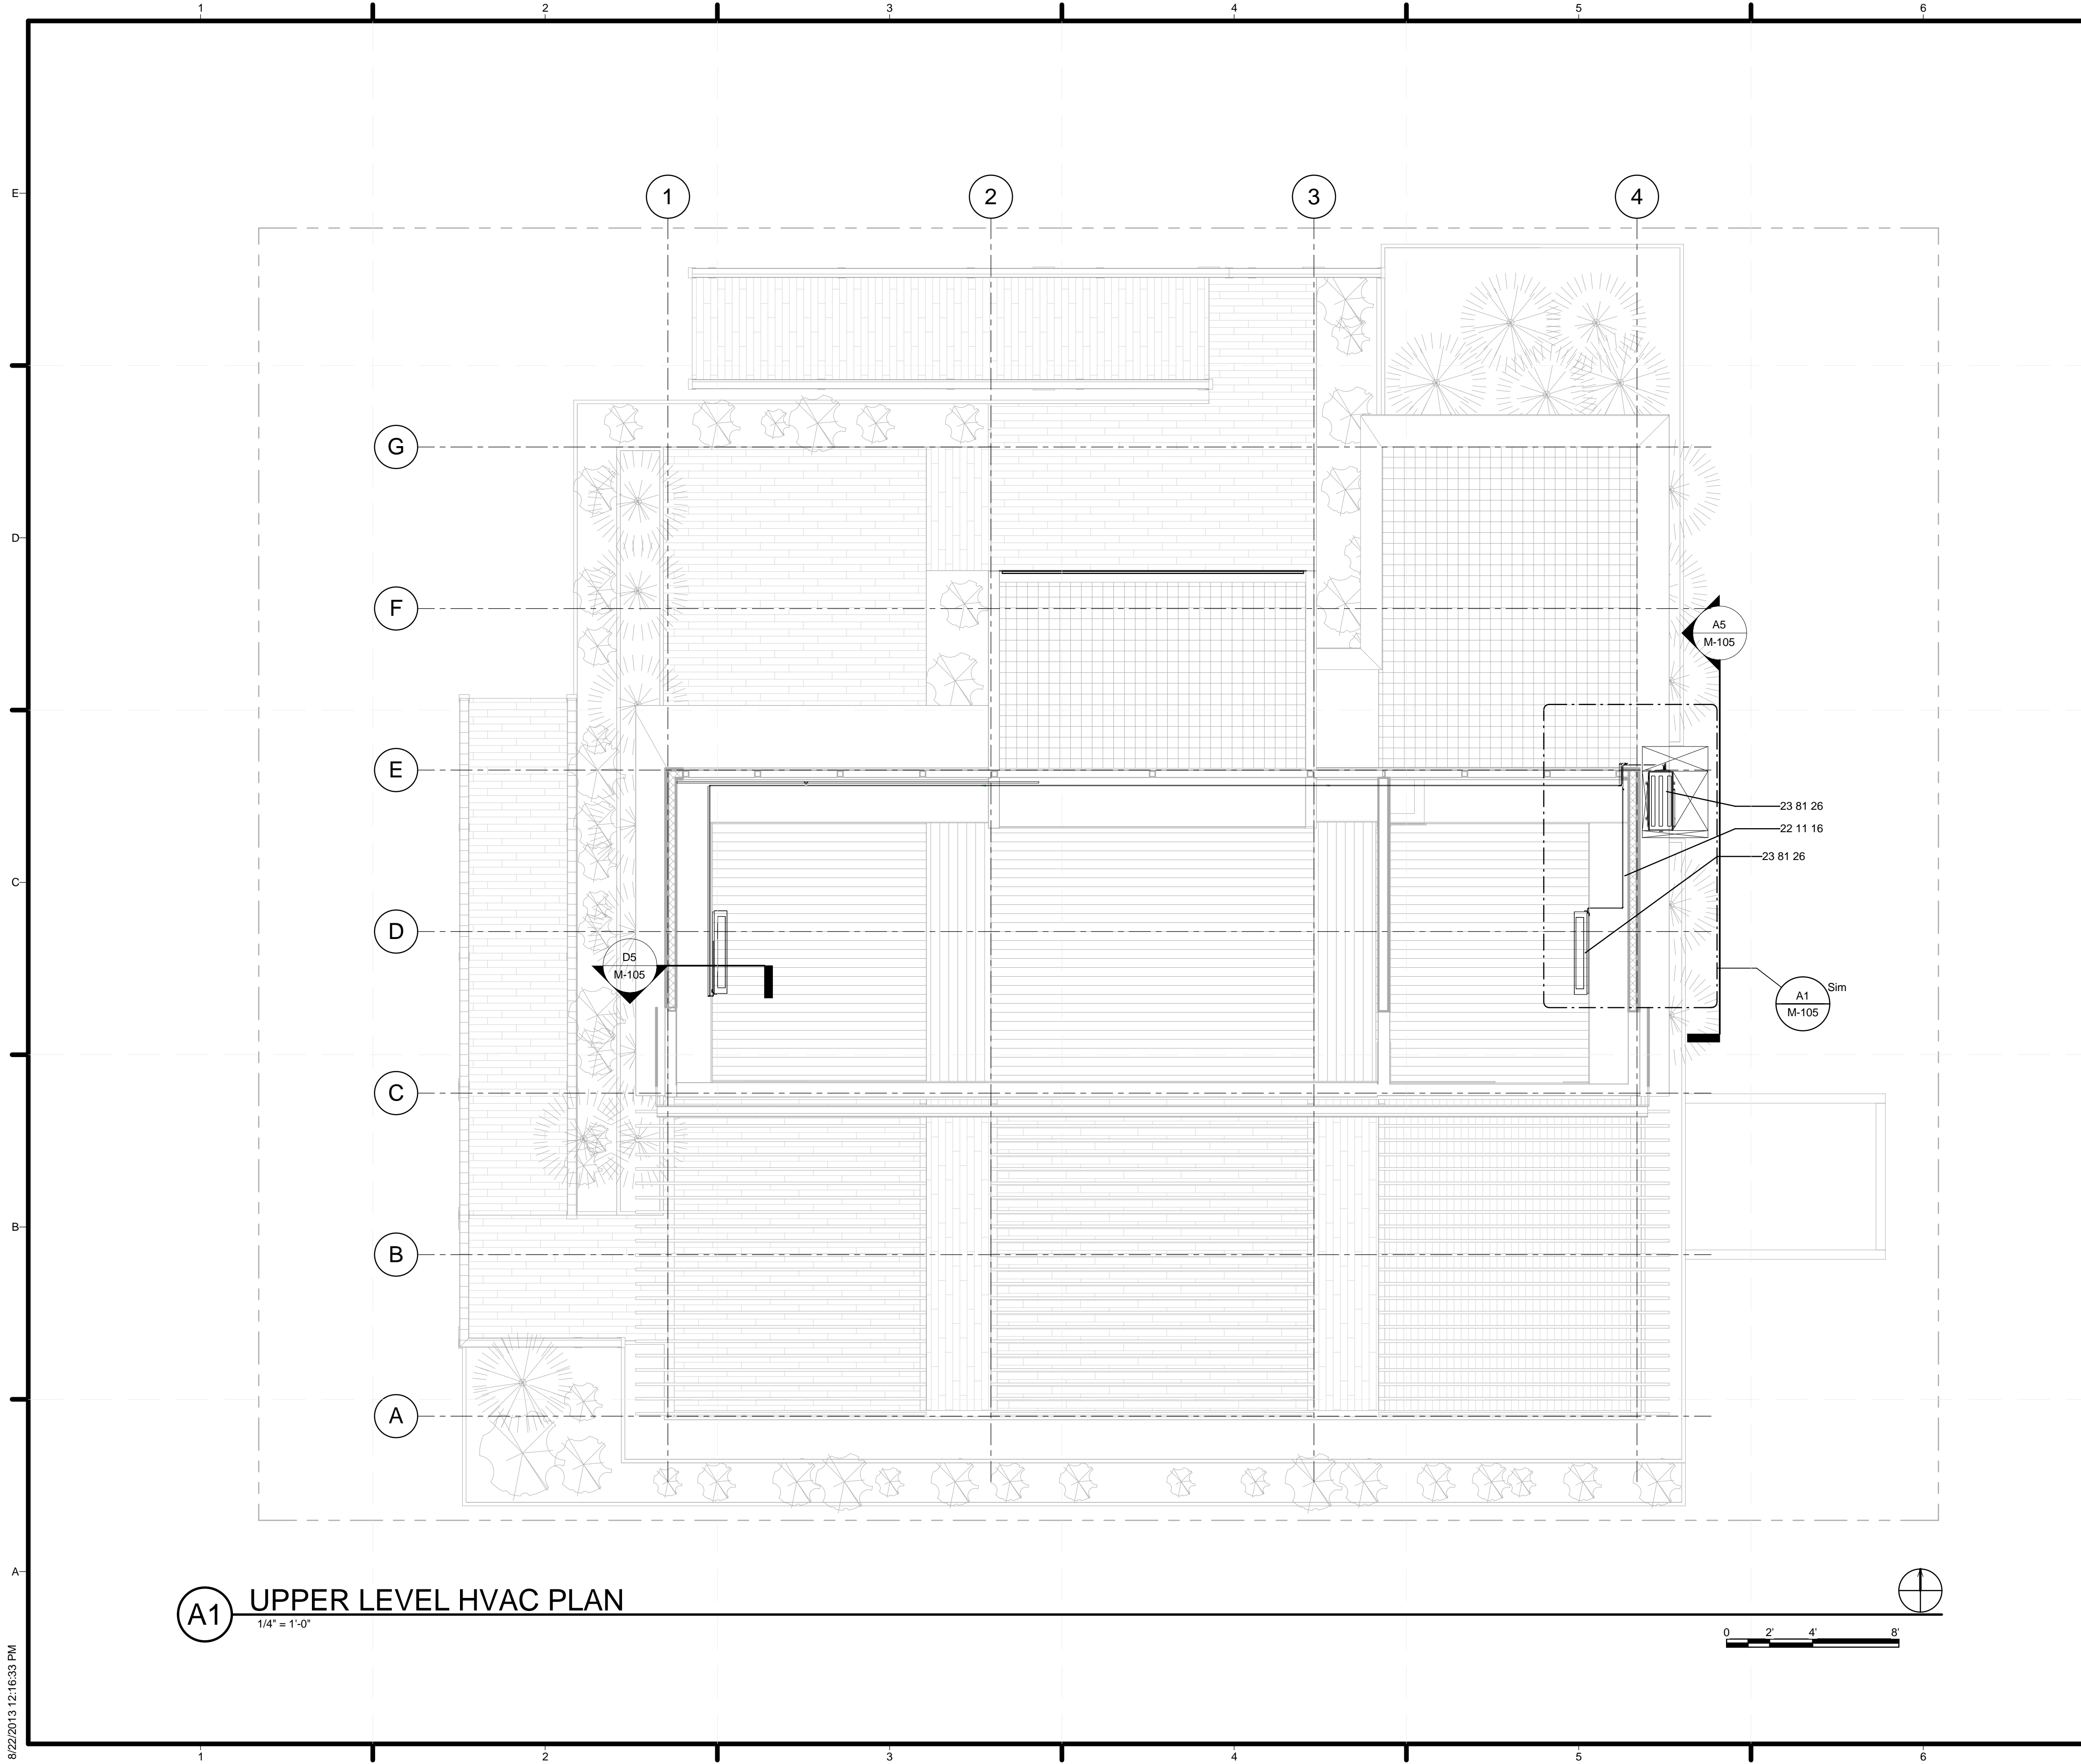 1 2 3 4 5 6
E
1 2 3 4
G
D
F
A5
M-105
E
23 81 26
22 11 16
23 81 26
C
D
D5
M-105
Sim
A1
M-105
C
B
B
A
A
A1 UPPER LEVEL HVAC PLAN
1/4" = 1'-0"
0 2' 4' 8'
8/22/2013 12:16:33 PM
1 2 3 4 5 6